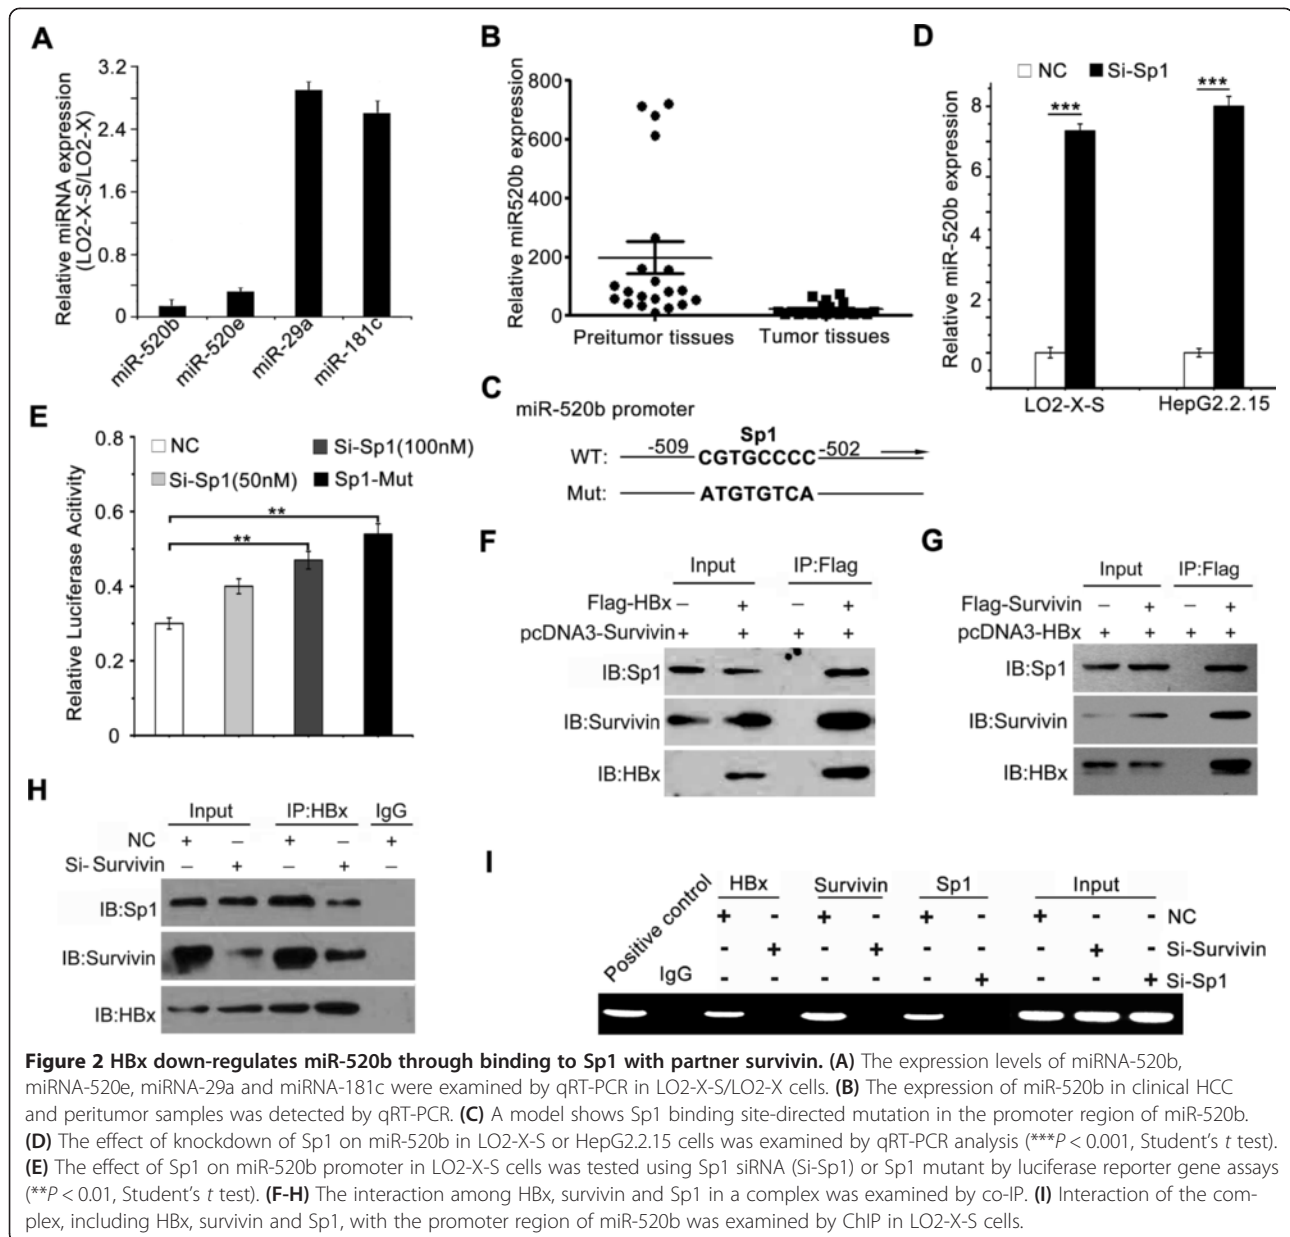 A
Relative miRNA expression
(LO2-X-S/LO2-X)
3.2
2.4
1.6
0.8
0
miR-520b
miR-520e
miR-29a
miR-181c
B
Relative miR520b expression
800
600
400
200
0
Preitumor tissues
Tumor tissues
C
miR-520b promoter
Sp1
WT:
-509
CGTGCCCC
-502
Mut:
ATGTGTCA
D
NC
Si-Sp1
Relative miR-520b expression
8
6
4
2
0
***
***
LO2-X-S
HepG2.2.15
E
NC
Si-Sp1(50nM)
Si-Sp1(100nM)
Sp1-Mut
Relative Luciferase Acitivity
0.8
0.6
0.4
0.2
0
**
**
F
Input IP:Flag
Flag-HBx − + − +
pcDNA3-Survivin + + + +
IB:Sp1
IB:Survivin
IB:HBx
G
Input IP:Flag
Flag-Survivin − + − +
pcDNA3-HBx + + + +
IB:Sp1
IB:Survivin
IB:HBx
H
Input IP:HBx IgG
NC + − + − +
Si-Survivin − + − + −
IB:Sp1
IB:Survivin
IB:HBx
I
Positive control
IgG
HBx Survivin Sp1 Input
+ - + - + - + - - NC
- + - + - - - + - Si-Survivin
- - - - - + - - + Si-Sp1
Figure 2 HBx down-regulates miR-520b through binding to Sp1 with partner survivin. (A) The expression levels of miRNA-520b,
miRNA-520e, miRNA-29a and miRNA-181c were examined by qRT-PCR in LO2-X-S/LO2-X cells. (B) The expression of miR-520b in clinical HCC
and peritumor samples was detected by qRT-PCR. (C) A model shows Sp1 binding site-directed mutation in the promoter region of miR-520b.
(D) The effect of knockdown of Sp1 on miR-520b in LO2-X-S or HepG2.2.15 cells was examined by qRT-PCR analysis (***P < 0.001, Student's t test).
(E) The effect of Sp1 on miR-520b promoter in LO2-X-S cells was tested using Sp1 siRNA (Si-Sp1) or Sp1 mutant by luciferase reporter gene assays
(**P < 0.01, Student's t test). (F-H) The interaction among HBx, survivin and Sp1 in a complex was examined by co-IP. (I) Interaction of the com-
plex, including HBx, survivin and Sp1, with the promoter region of miR-520b was examined by ChIP in LO2-X-S cells.